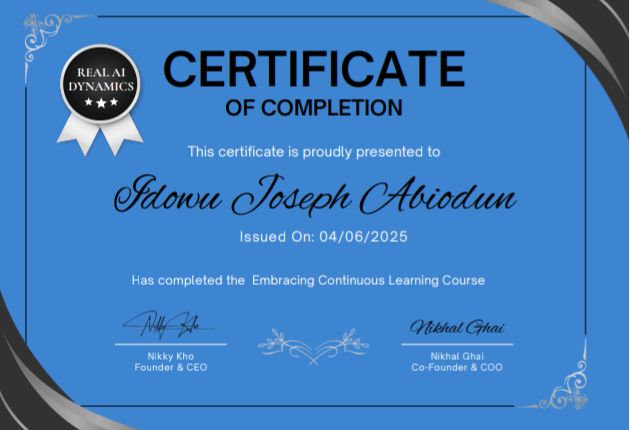 REAL AI
DYNAMICS
CERTIFICATE
OF COMPLETION
This certificate is proudly presented to
Idowu Joseph Abiodun
Issued On: 04/06/2025
Has completed the Embracing Continuous Learning Course
Nikky Kho
Nikky Kho
Founder & CEO
Nikhal Ghai
Nikhal Ghai
Co-Founder & COO